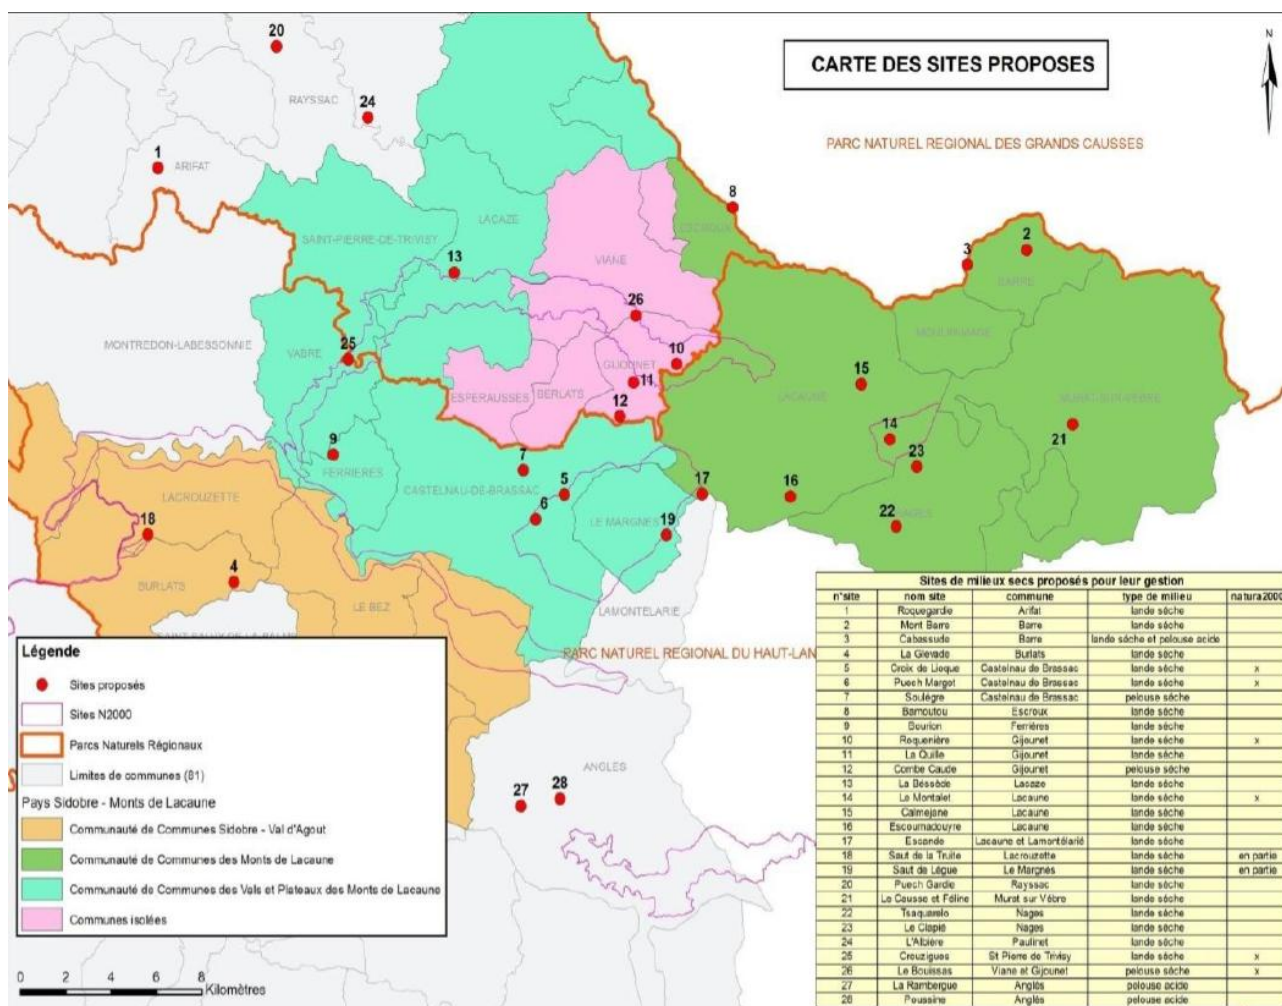 CARTE DES SITES PROPOSES
N
PARC NATUREL REGIONAL DES GRANDS CAUSSES
20
RAYSSAC
24
1
ARIFAT
8
ESCROUX
LACAZE
SAINT-PIERRE-DE-TRIVISY
13
VIANE
3
2
BARRE
26
MONTREDON-LABESSONNIE
VABRE
25
GIJOUNET
10
11
ESPERAUSSES
BERLATS
12
15
LACAUNE
MURAT-SUR-VEBRE
21
14
23
9
FERRIERES
7
CASTELNAU-DE-BRASSAC
5
6
LE MARGNES
19
17
16
22
NAGES
LACROUZETTE
18
BURLATS
4
LE BEZ
LAMONTELARIE
PARC NATUREL REGIONAL DU HAUT-LAN
ANGLES
27
28
Légende
Sites proposés
Sites N2000
Parcs Naturels Régionaux
Limites de communes (81)
Pays Sidobre - Monts de Lacaune
Communauté de Communes Sidobre - Val d'Agout
Communauté de Communes des Monts de Lacaune
Communauté de Communes des Vals et Plateaux des Monts de Lacaune
Communes isolées
0 2 4 6 8
Kilomètres
Sites de milieux secs proposés pour leur gestion
n°site nom site commune type de milieu natura2000
1 Roquegardie Arifat lande sèche
2 Mont Barre Barre lande sèche
3 Cabassude Barre lande sèche et pelouse acide
4 La Glevade Burlats lande sèche
5 Croix de Lieque Castelnau de Brassac lande sèche x
6 Puech Margot Castelnau de Brassac lande sèche x
7 Soulègre Castelnau de Brassac pelouse sèche
8 Bamoutou Escroux lande sèche
9 Bourion Ferrières lande sèche
10 Roquenière Gijounet lande sèche x
11 La Quille Gijounet lande sèche
12 Combe Caude Gijounet pelouse sèche
13 La Bessède Lacaze lande sèche
14 Le Montalet Lacaune lande sèche x
15 Calmejane Lacaune lande sèche
16 Escournadouyre Lacaune lande sèche
17 Escande Lacaune et Lamontélarié lande sèche
18 Saut de la Truite Lacrouzette lande sèche en partie
19 Saut de Lègue Le Margnès lande sèche en partie
20 Puech Gardie Rayssac lande sèche
21 Le Causse et Féline Murat sur Vèbre lande sèche
22 Tsaquarelo Nages lande sèche
23 Le Clapié Nages lande sèche
24 L'Albière Paulinet lande sèche
25 Crouzigues St Pierre de Trivisy lande sèche x
26 Le Bouissas Viane et Gijounet pelouse sèche x
27 La Rambergue Anglès pelouse acide
28 Poussine Anglès pelouse acide